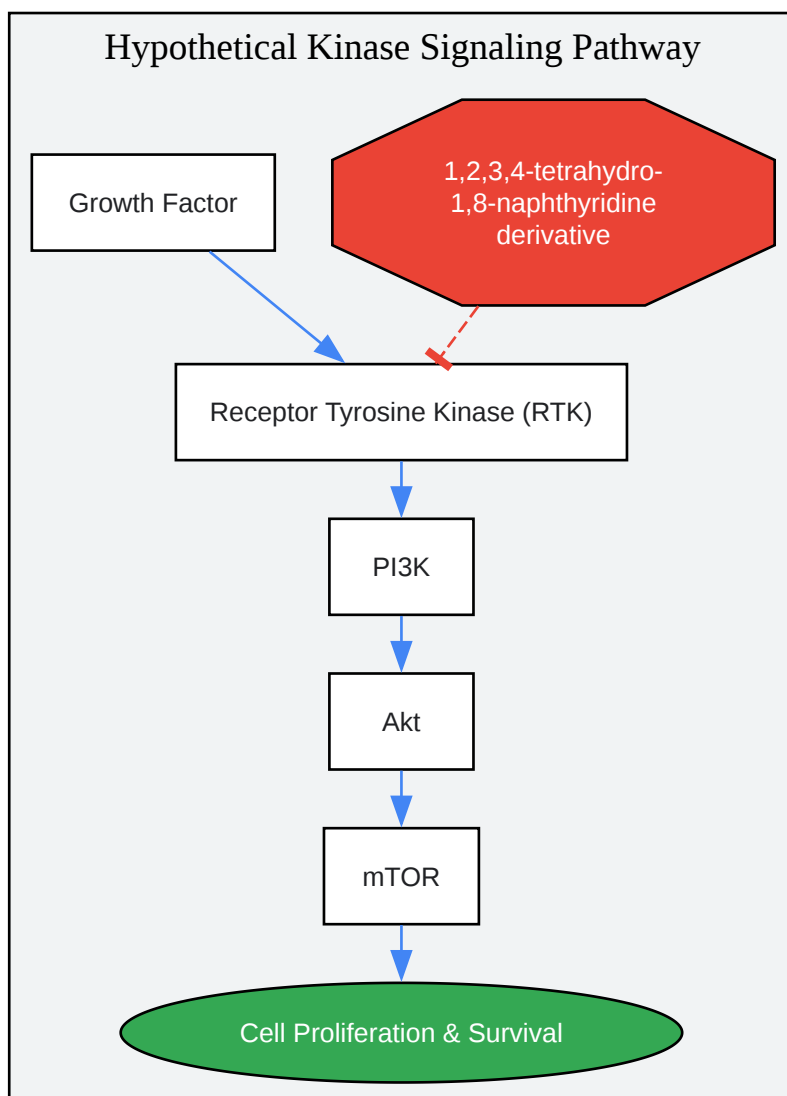 Hypothetical Kinase Signaling Pathway
Growth Factor
1,2,3,4-tetrahydro-
1,8-naphthyridine
derivative
Receptor Tyrosine Kinase (RTK)
PI3K
Akt
mTOR
Cell Proliferation & Survival